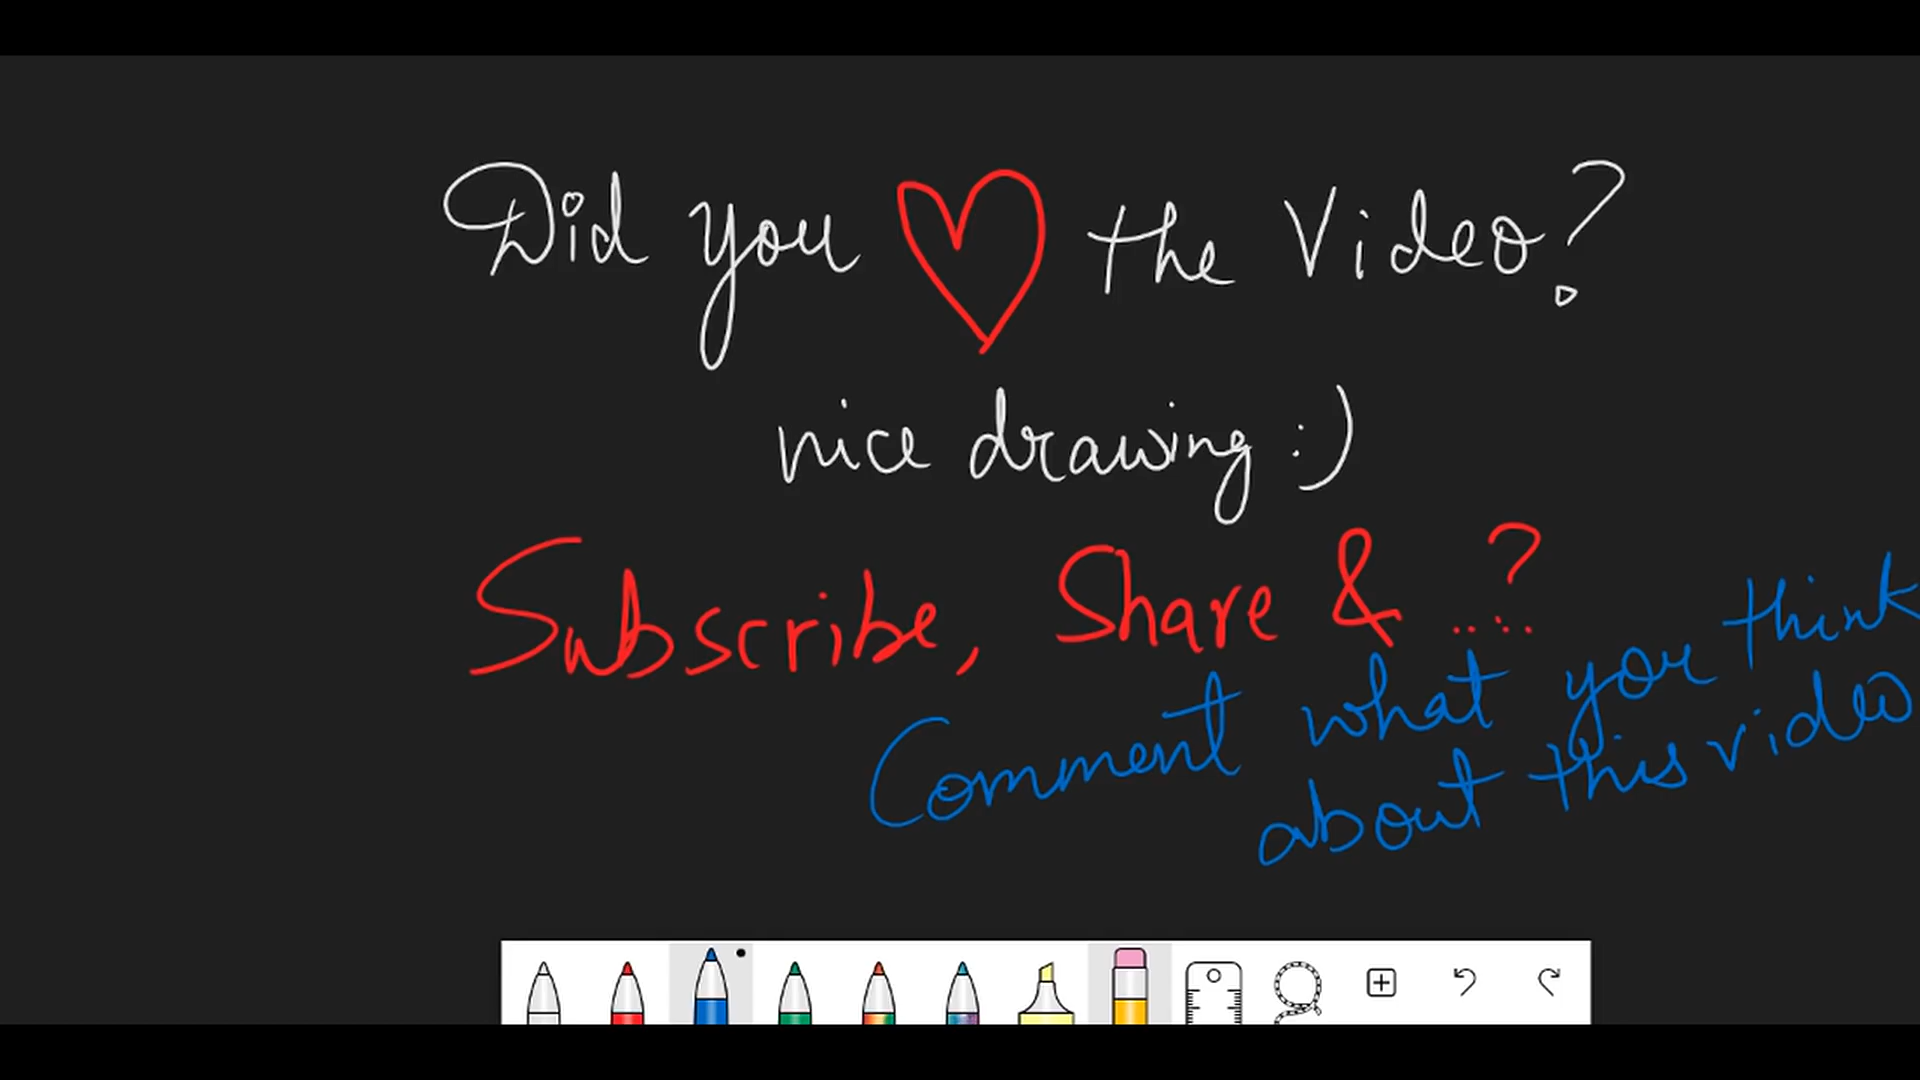 Did you ♡ the Video?
nice drawing :)
Subscribe, Share & .....?
Comment what you think
about this video